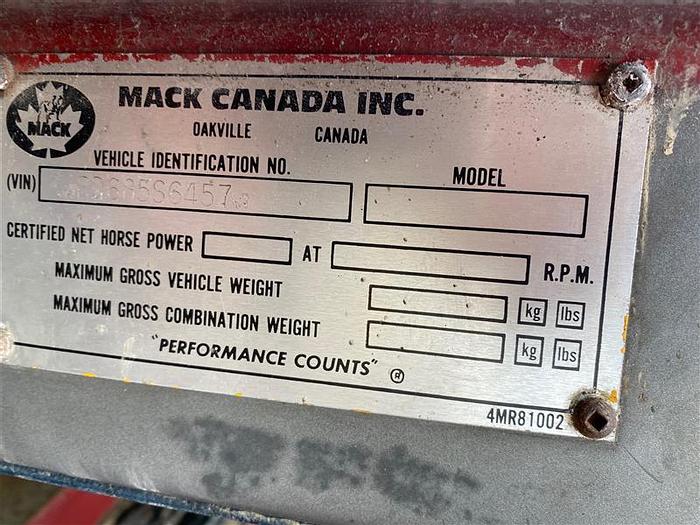 MACK CANADA INC.
MACK
OAKVILLE CANADA
VEHICLE IDENTIFICATION NO. MODEL
(VIN)
CERTIFIED NET HORSE POWER AT R.P.M.
MAXIMUM GROSS VEHICLE WEIGHT kg lbs
MAXIMUM GROSS COMBINATION WEIGHT kg lbs
"PERFORMANCE COUNTS" ®
4MR81002